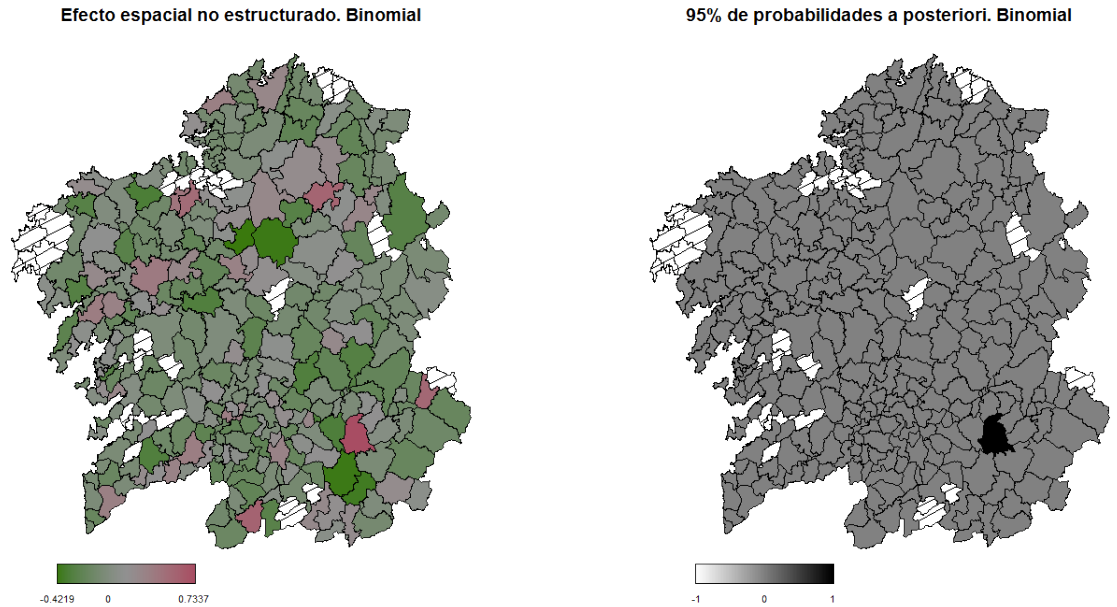 Efecto espacial no estructurado. Binomial
95% de probabilidades a posteriori. Binomial
-0.4219 0 0.7337
-1 0 1